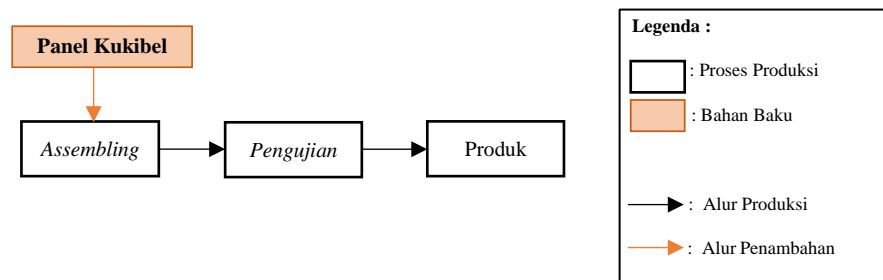 Panel Kukibel
Assembling
Pengujian
Produk
Legenda :
: Proses Produksi
: Bahan Baku
: Alur Produksi
: Alur Penambahan